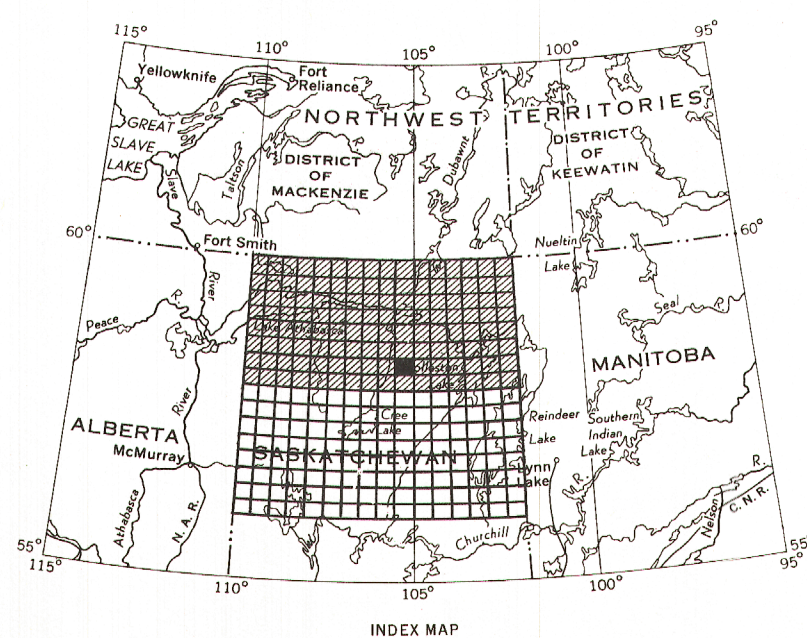 115°
110°
105°
100°
95°
Yellowknife
Fort
Reliance
NORTHWEST TERRITORIES
GREAT
SLAVE
LAKE
Slave
River
Taltson
R.
DISTRICT
OF
MACKENZIE
Dubawnt
R.
DISTRICT
OF
KEEWATIN
60°
Fort Smith
Nueltin
Lake
60°
Peace
R.
Lake Athabasca
Wollaston
Lake
Seal
R.
MANITOBA
River
ALBERTA
McMurray
Cree
Lake
SASKATCHEWAN
Reindeer
Lake
Southern
Indian
Lake
Lynn
Lake
R.
R.
Athabasca
N. A. R.
Churchill
Nelson
C.N.R.
55°
115°
110°
105°
100°
55
95°
INDEX MAP